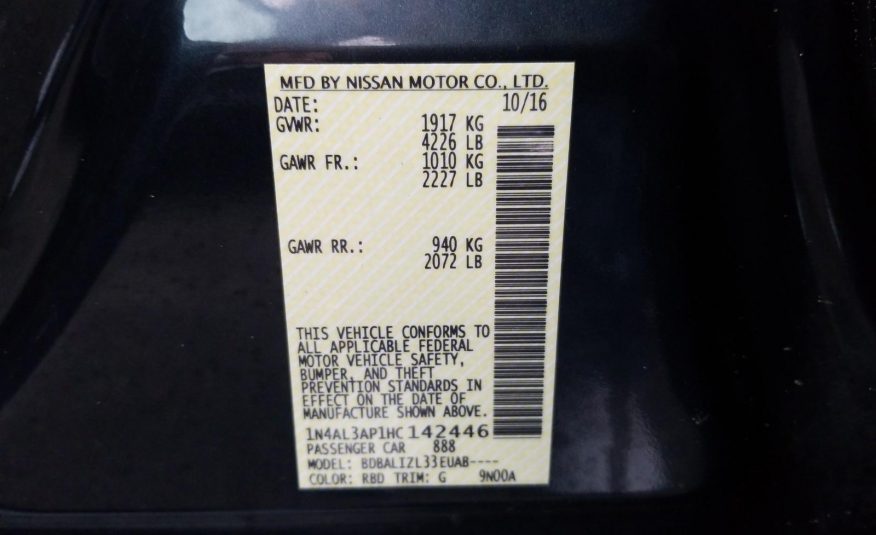 MFD BY NISSAN MOTOR CO., LTD.
DATE: 10/16
GVWR: 1917 KG
4226 LB
GAWR FR.: 1010 KG
2227 LB
GAWR RR.: 940 KG
2072 LB
THIS VEHICLE CONFORMS TO
ALL APPLICABLE FEDERAL
MOTOR VEHICLE SAFETY,
BUMPER, AND THEFT
PREVENTION STANDARDS IN
EFFECT ON THE DATE OF
MANUFACTURE SHOWN ABOVE.
1N4AL3AP1HC142446
PASSENGER CAR 888
MODEL: BDBALIZL33EUAB----
COLOR: RBD TRIM: G 9N00A